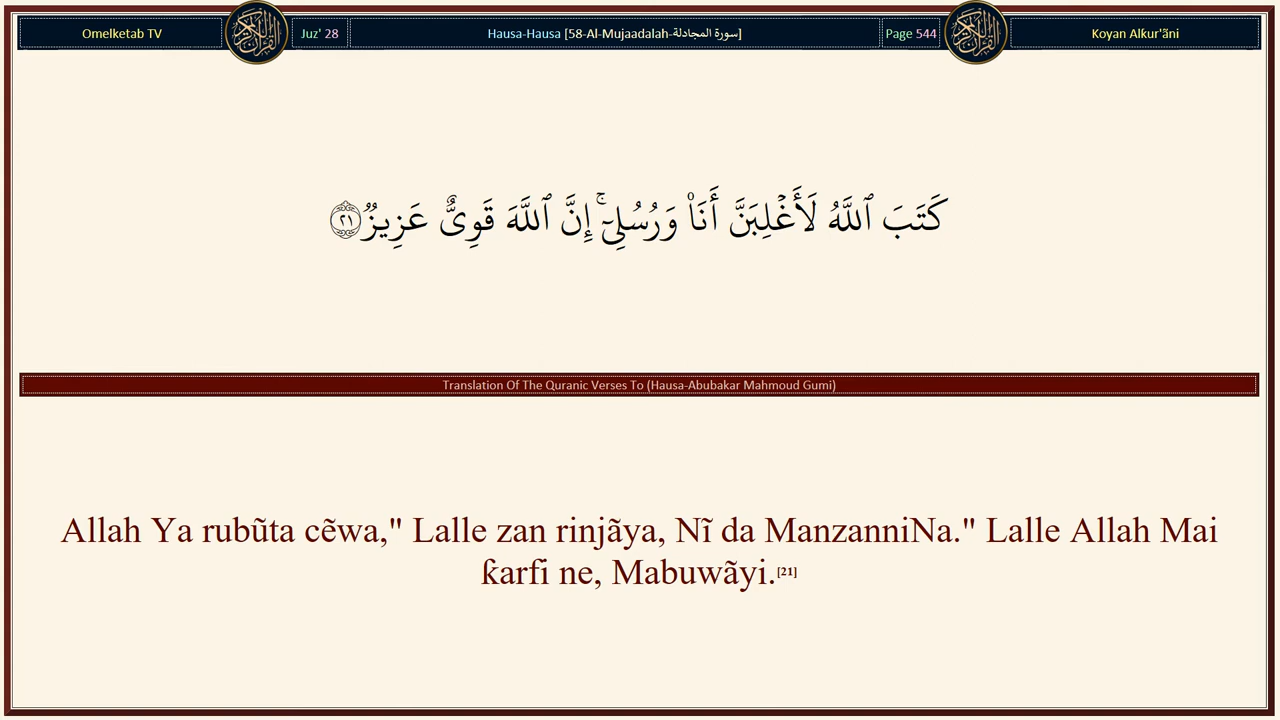 Omelketab TV
Juz' 28
Hausa-Hausa [58-Al-Mujaadalah-سورة المجادلة]
Page 544
Koyan Alƙur'ãni
كَتَبَ ٱللَّهُ لَأَغْلِبَنَّ أَنَا۠ وَرُسُلِىٓ ۚ إِنَّ ٱللَّهَ قَوِىٌّ عَزِيزٌۭ ﴿٢١﴾
Translation Of The Quranic Verses To (Hausa-Abubakar Mahmoud Gumi)
Allah Ya rubũta cẽwa," Lalle zan rinjãya, Nĩ da ManzanniNa." Lalle Allah Mai
ƙarfi ne, Mabuwãyi.[21]